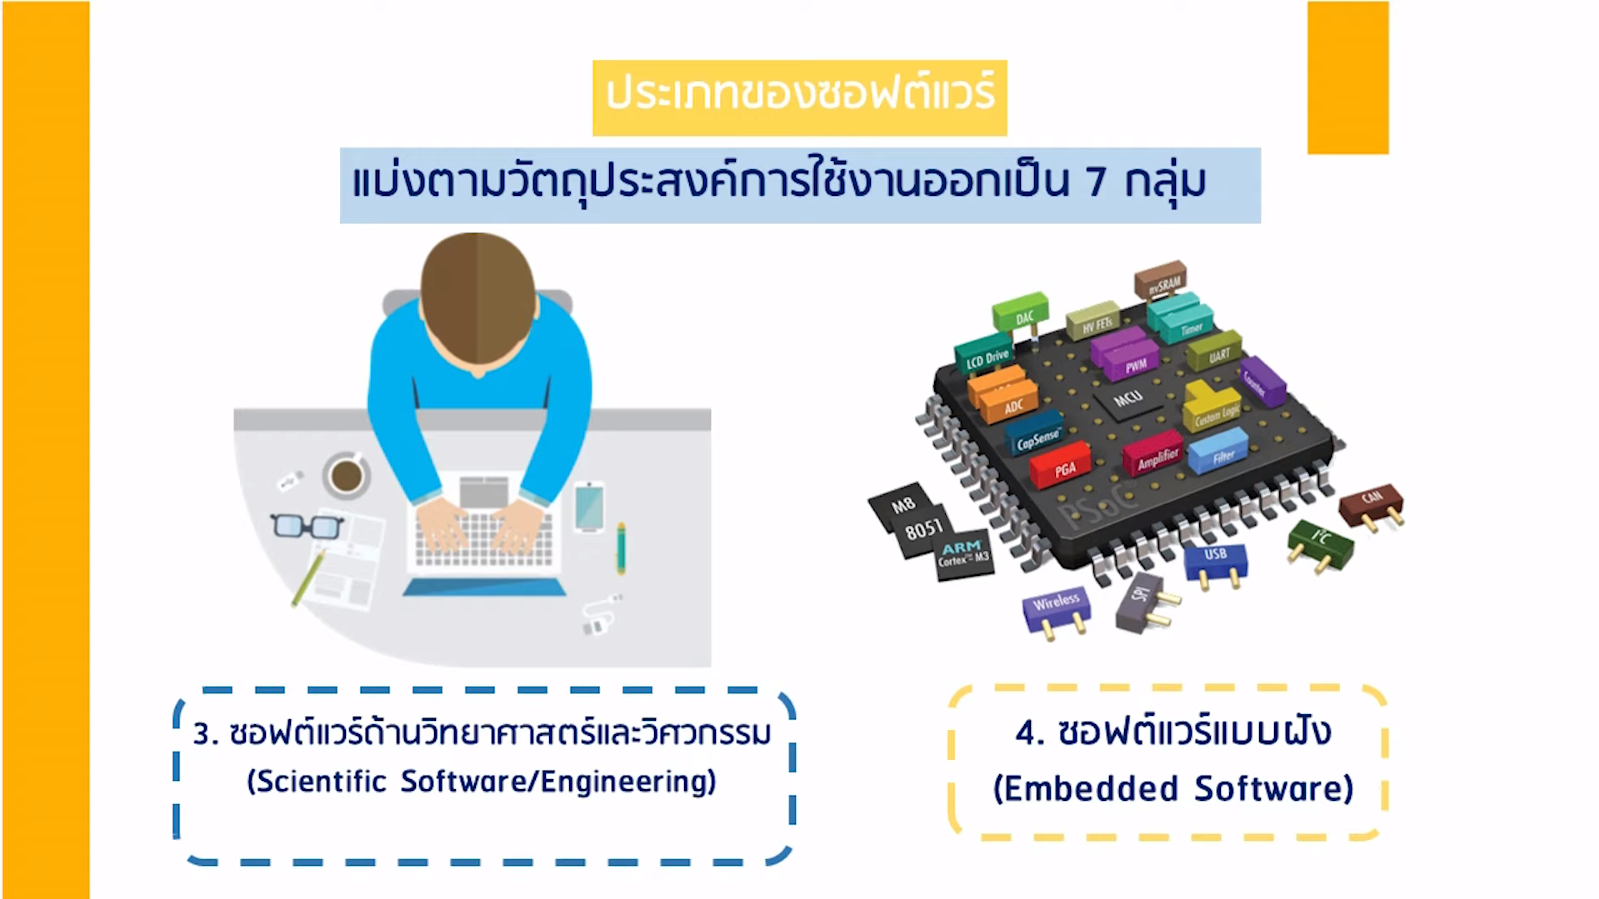 ประเภทของซอฟต์แวร์
แบ่งตามวัตถุประสงค์การใช้งานออกเป็น 7 กลุ่ม
nvSRAM
DAC
HV FETs
Timer
LCD Drive
PWM
UART
Counter
ADC
MCU
Custom Logic
CapSense™
PGA
Amplifier
Filter
PSoC
M8
8051
ARM
Cortex™-M3
CAN
I²C
USB
SPI
Wireless
3. ซอฟต์แวร์ด้านวิทยาศาสตร์และวิศวกรรม
(Scientific Software/Engineering)
4. ซอฟต์แวร์แบบฝัง
(Embedded Software)